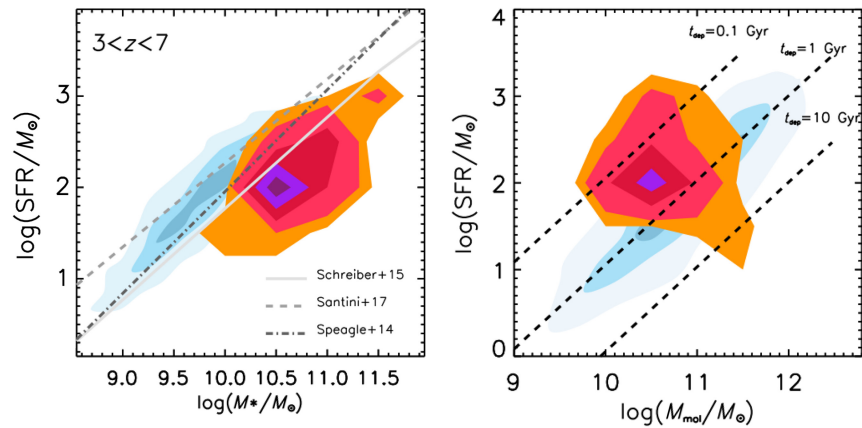 3<z<7
log(SFR/M⊙)
4
3
2
1
Schreiber+15
Santini+17
Speagle+14
9.0 9.5 10.0 10.5 11.0 11.5
log(M*/M⊙)
t_dep=0.1 Gyr
t_dep=1 Gyr
t_dep=10 Gyr
log(SFR/M⊙)
4
3
2
1
0
9 10 11 12
log(M_mol/M⊙)